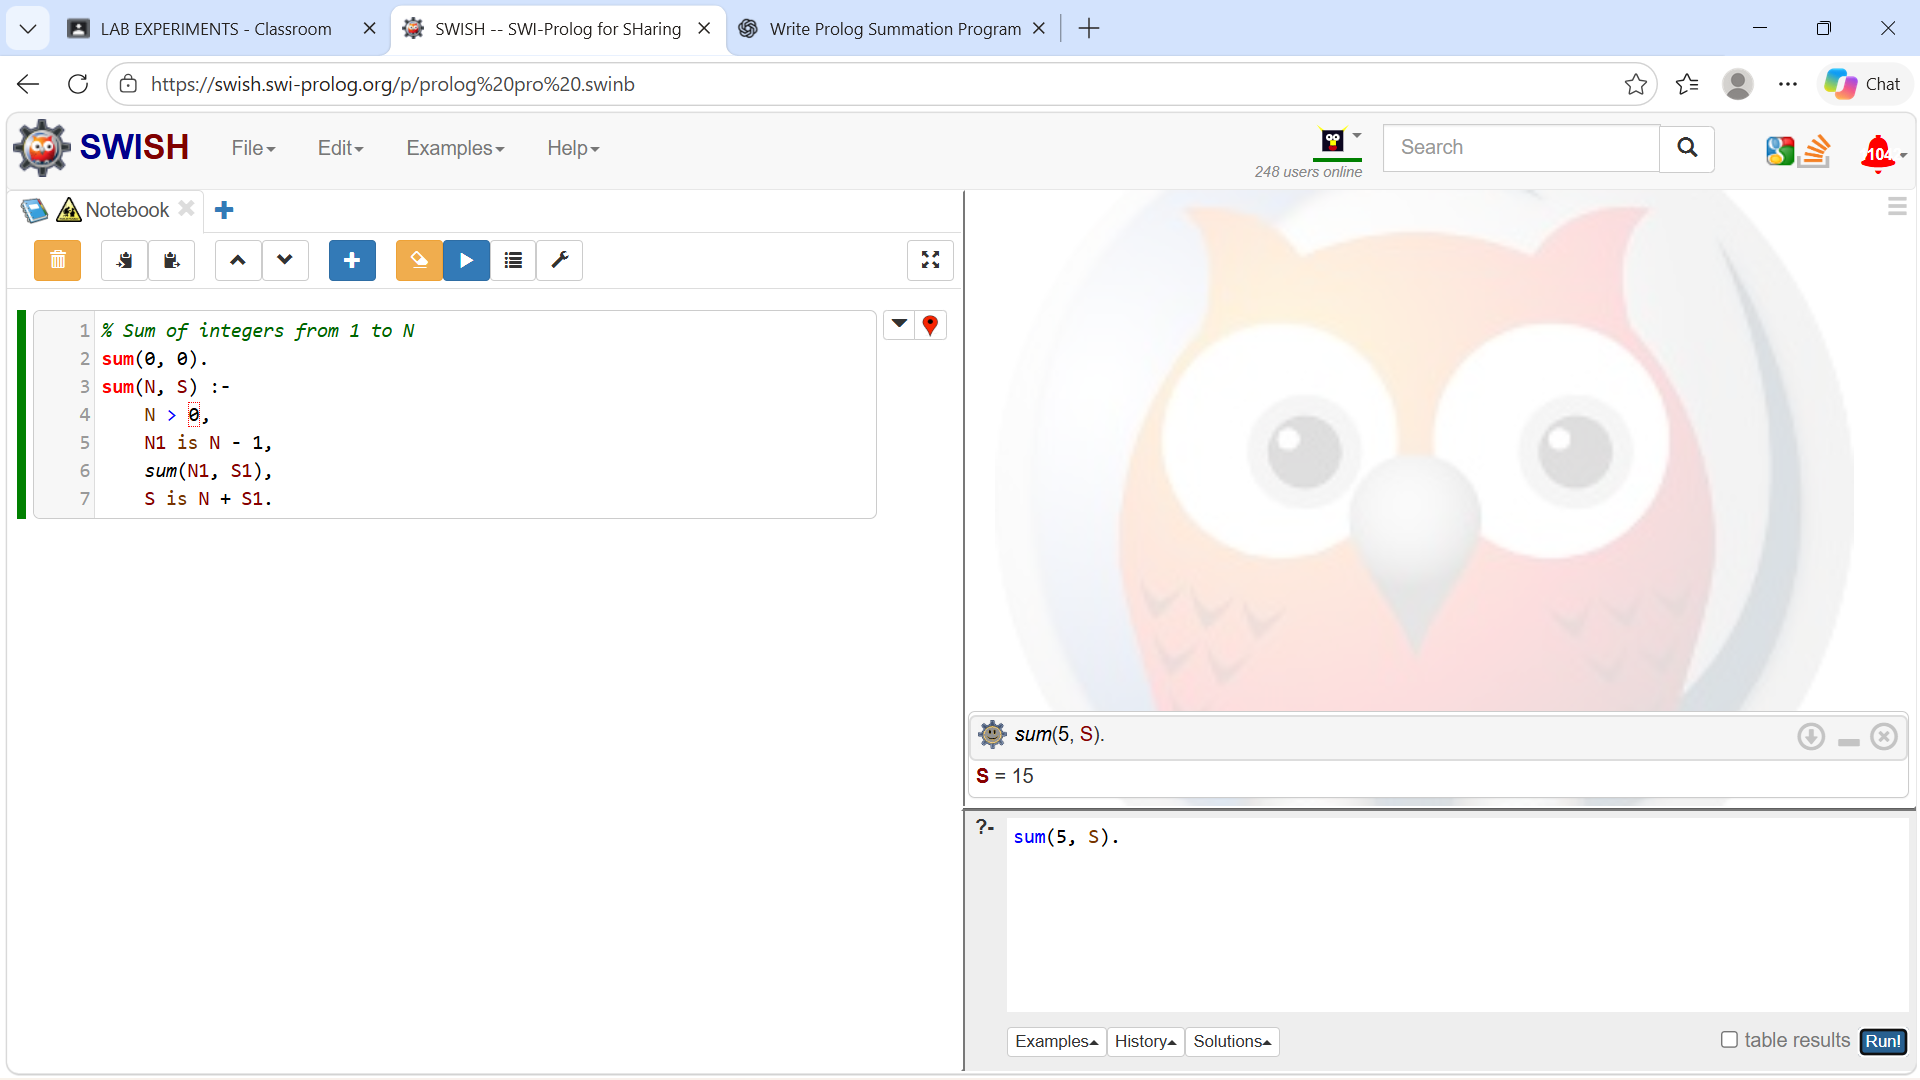 LAB EXPERIMENTS - Classroom
SWISH -- SWI-Prolog for SHaring
Write Prolog Summation Program
https://swish.swi-prolog.org/p/prolog%20pro%20.swinb
Chat
SWISH
File
Edit
Examples
Help
248 users online
Search
104
Notebook
1 % Sum of integers from 1 to N
2 sum(0, 0).
3 sum(N, S) :-
4 N > 0,
5 N1 is N - 1,
6 sum(N1, S1),
7 S is N + S1.
sum(5, S).
S = 15
?- sum(5, S).
Examples
History
Solutions
table results
Run!